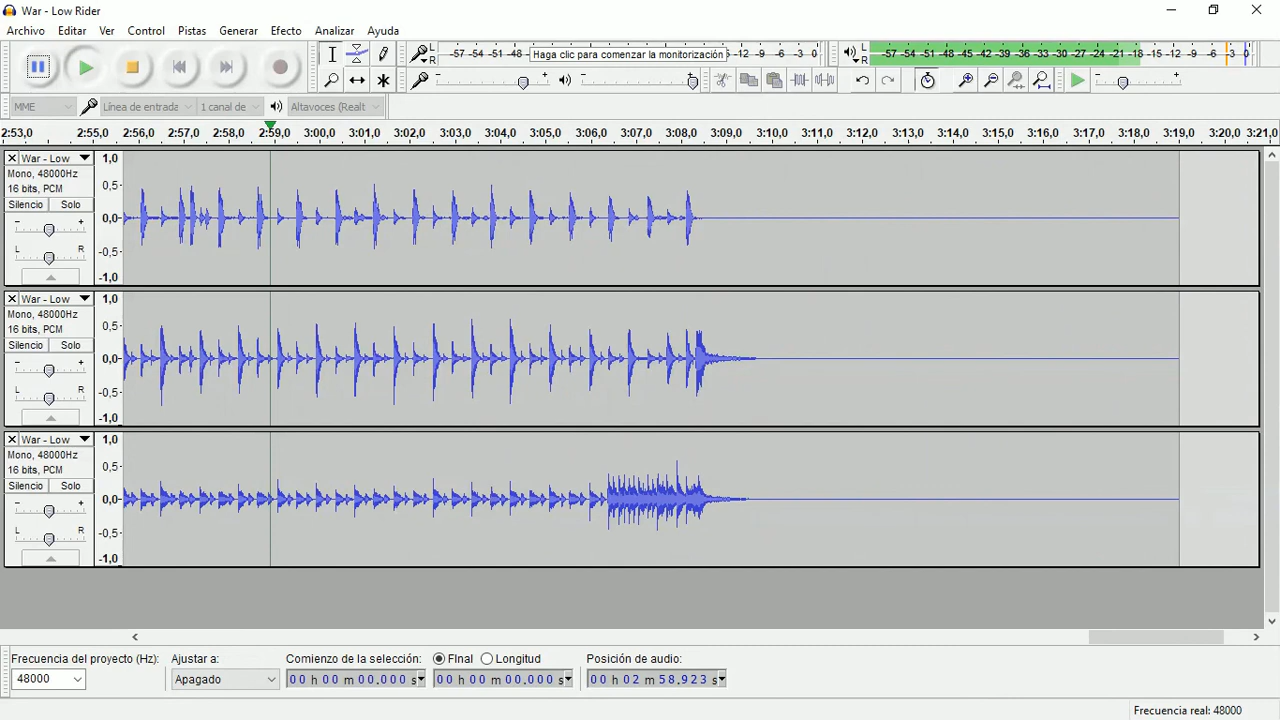 War - Low Rider
Archivo Editar Ver Control Pistas Generar Efecto Analizar Ayuda
L R -57 -54 -51 -48 Haga clic para comenzar la monitorización -12 -9 -6 -3 0
L R -57 -54 -51 -48 -45 -42 -39 -36 -33 -30 -27 -24 -21 -18 -15 -12 -9 -6 -3 0
- + - + - +
MME Línea de entrada 1 canal de Altavoces (Realt
2:53,0 2:55,0 2:56,0 2:57,0 2:58,0 2:59,0 3:00,0 3:01,0 3:02,0 3:03,0 3:04,0 3:05,0 3:06,0 3:07,0 3:08,0 3:09,0 3:10,0 3:11,0 3:12,0 3:13,0 3:14,0 3:15,0 3:16,0 3:17,0 3:18,0 3:19,0 3:20,0 3:21,0
War - Low 1,0
Mono, 48000Hz
16 bits, PCM 0,5
Silencio Solo
- + 0,0
L R -0,5
-1,0
War - Low 1,0
Mono, 48000Hz
16 bits, PCM 0,5
Silencio Solo
- + 0,0
L R -0,5
-1,0
War - Low 1,0
Mono, 48000Hz
16 bits, PCM 0,5
Silencio Solo
- + 0,0
L R -0,5
-1,0
Frecuencia del proyecto (Hz): Ajustar a: Comienzo de la selección: FInal Longitud Posición de audio:
48000 Apagado 00 h 00 m 00.000 s 00 h 00 m 00.000 s 00 h 02 m 58.923 s
Frecuencia real: 48000